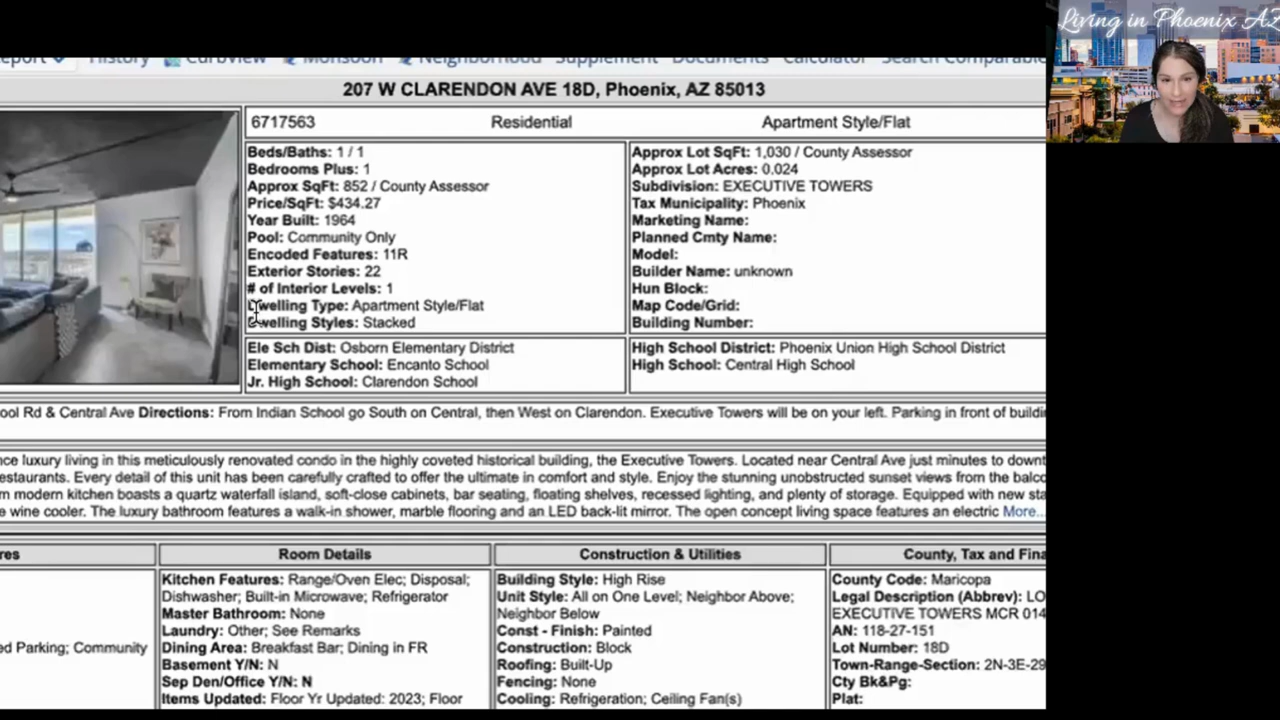 Living in Phoenix AZ
History CurbView Monsoon Neighborhood Supplement Documents Calculator Search Comparable
207 W CLARENDON AVE 18D, Phoenix, AZ 85013
6717563 Residential Apartment Style/Flat
Beds/Baths: 1 / 1
Bedrooms Plus: 1
Approx SqFt: 852 / County Assessor
Price/SqFt: $434.27
Year Built: 1964
Pool: Community Only
Encoded Features: 11R
Exterior Stories: 22
# of Interior Levels: 1
Dwelling Type: Apartment Style/Flat
Dwelling Styles: Stacked
Approx Lot SqFt: 1,030 / County Assessor
Approx Lot Acres: 0.024
Subdivision: EXECUTIVE TOWERS
Tax Municipality: Phoenix
Marketing Name:
Planned Cmty Name:
Model:
Builder Name: unknown
Hun Block:
Map Code/Grid:
Building Number:
Ele Sch Dist: Osborn Elementary District
Elementary School: Encanto School
Jr. High School: Clarendon School
High School District: Phoenix Union High School District
High School: Central High School
ool Rd & Central Ave Directions: From Indian School go South on Central, then West on Clarendon. Executive Towers will be on your left. Parking in front of buildi
nce luxury living in this meticulously renovated condo in the highly coveted historical building, the Executive Towers. Located near Central Ave just minutes to downt
estaurants. Every detail of this unit has been carefully crafted to offer the ultimate in comfort and style. Enjoy the stunning unobstructed sunset views from the balco
m modern kitchen boasts a quartz waterfall island, soft-close cabinets, bar seating, floating shelves, recessed lighting, and plenty of storage. Equipped with new sta
e wine cooler. The luxury bathroom features a walk-in shower, marble flooring and an LED back-lit mirror. The open concept living space features an electric More...
res
ed Parking; Community
Room Details
Kitchen Features: Range/Oven Elec; Disposal;
Dishwasher; Built-in Microwave; Refrigerator
Master Bathroom: None
Laundry: Other; See Remarks
Dining Area: Breakfast Bar; Dining in FR
Basement Y/N: N
Sep Den/Office Y/N: N
Items Updated: Floor Yr Updated: 2023; Floor
Construction & Utilities
Building Style: High Rise
Unit Style: All on One Level; Neighbor Above;
Neighbor Below
Const - Finish: Painted
Construction: Block
Roofing: Built-Up
Fencing: None
Cooling: Refrigeration; Ceiling Fan(s)
County, Tax and Fina
County Code: Maricopa
Legal Description (Abbrev): LO
EXECUTIVE TOWERS MCR 014
AN: 118-27-151
Lot Number: 18D
Town-Range-Section: 2N-3E-29
Cty Bk&Pg:
Plat: